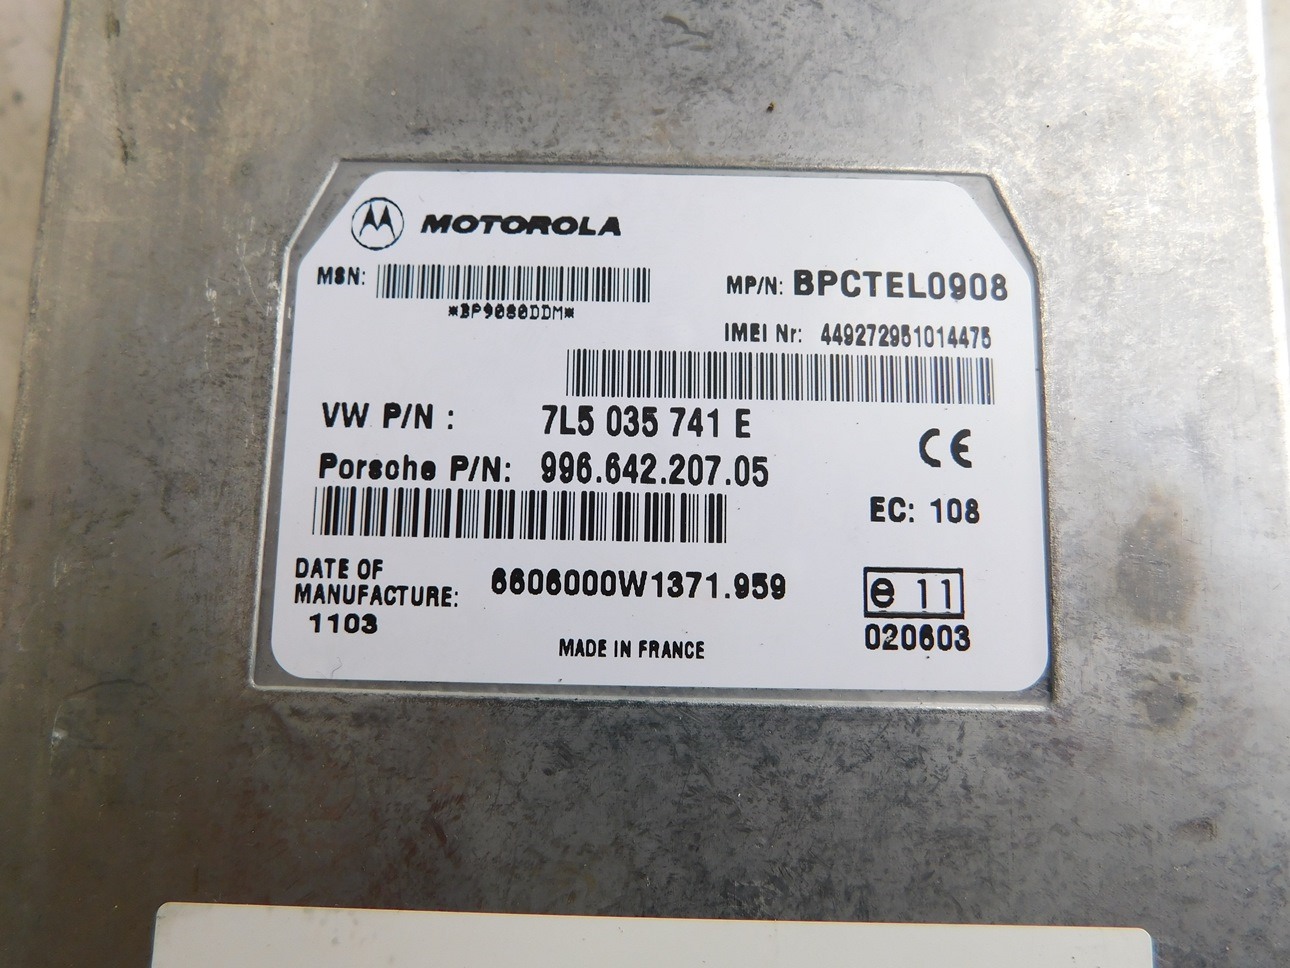 MOTOROLA
MSN:
*BP9080DDM*
MP/N: BPCTEL0908
IMEI Nr: 449272951014475
VW P/N : 7L5 035 741 E
Porsche P/N: 996.642.207.05
CE
EC: 108
DATE OF
MANUFACTURE:
1103
6606000W1371.959
e 11
020603
MADE IN FRANCE